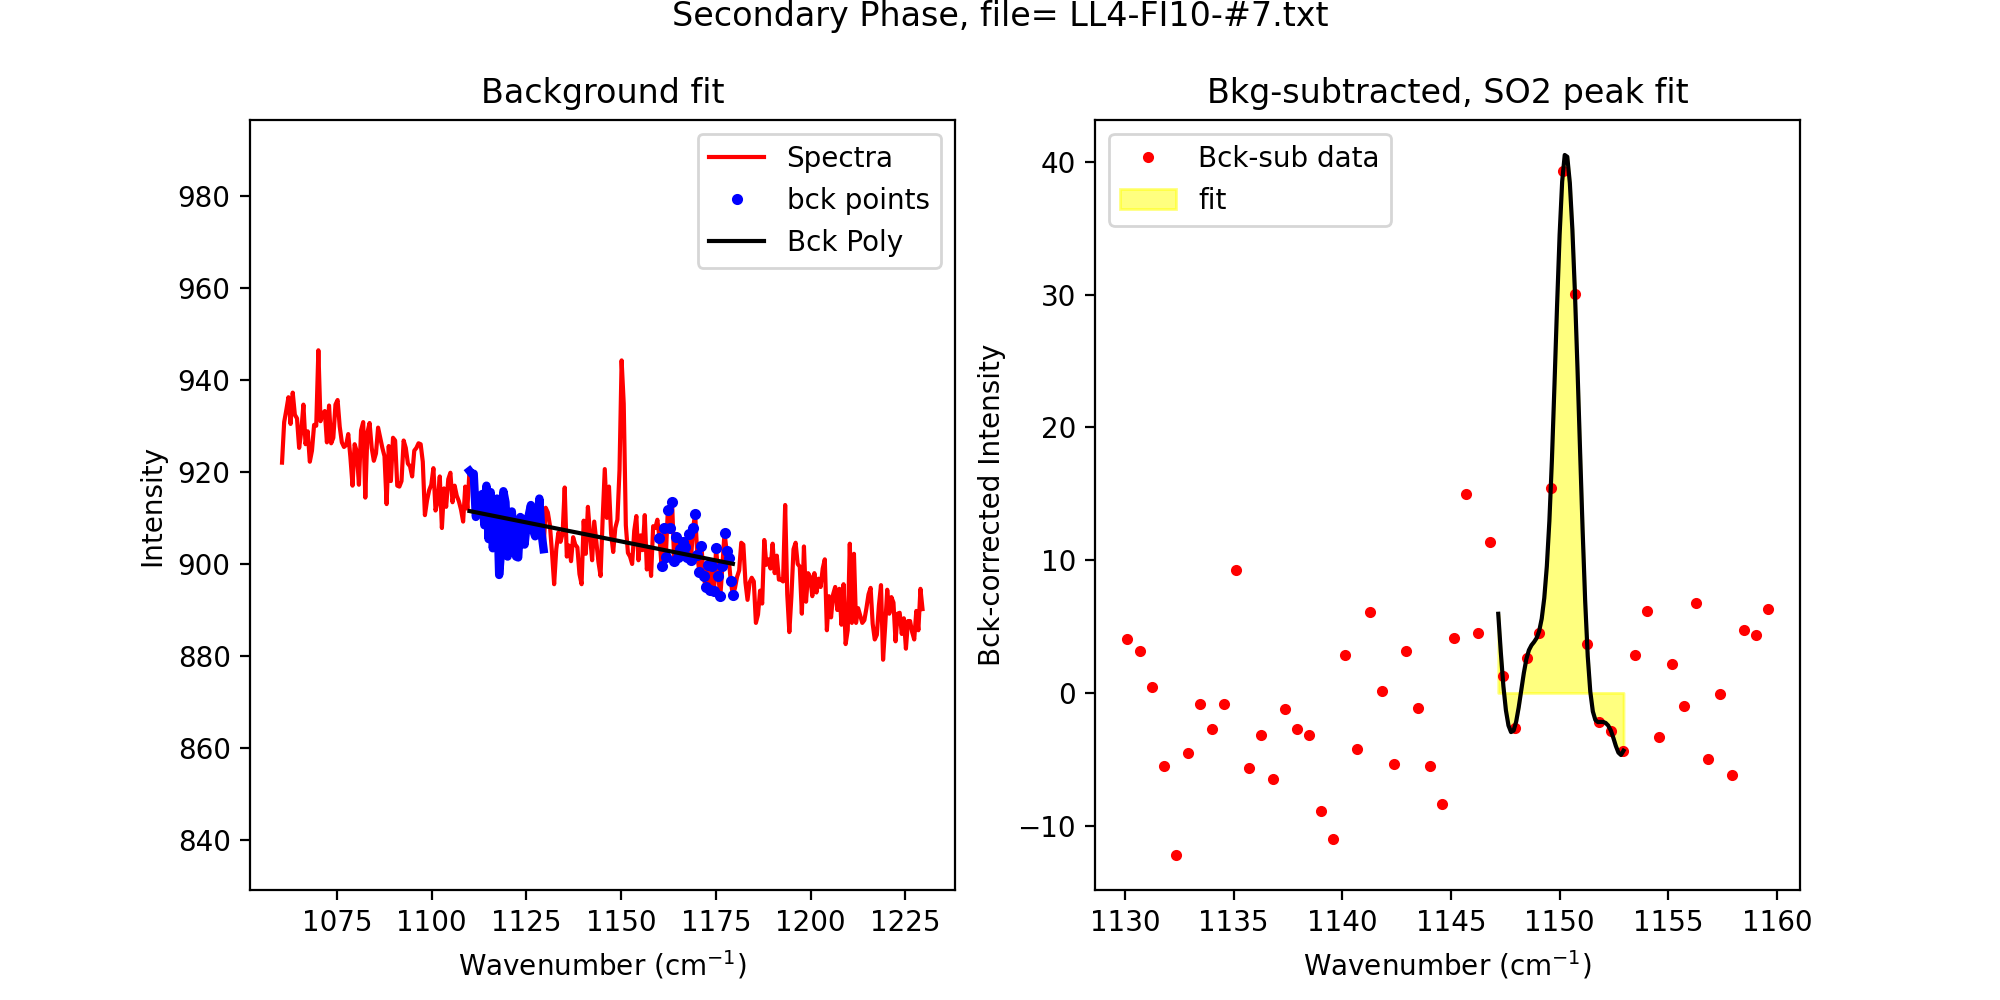 Secondary Phase, file= LL4-FI10-#7.txt
Background fit
Spectra
bck points
Bck Poly
Intensity
980
960
940
920
900
880
860
840
1075 1100 1125 1150 1175 1200 1225
Wavenumber (cm⁻¹)
Bkg-subtracted, SO2 peak fit
Bck-sub data
fit
Bck-corrected Intensity
40
30
20
10
0
−10
1130 1135 1140 1145 1150 1155 1160
Wavenumber (cm⁻¹)